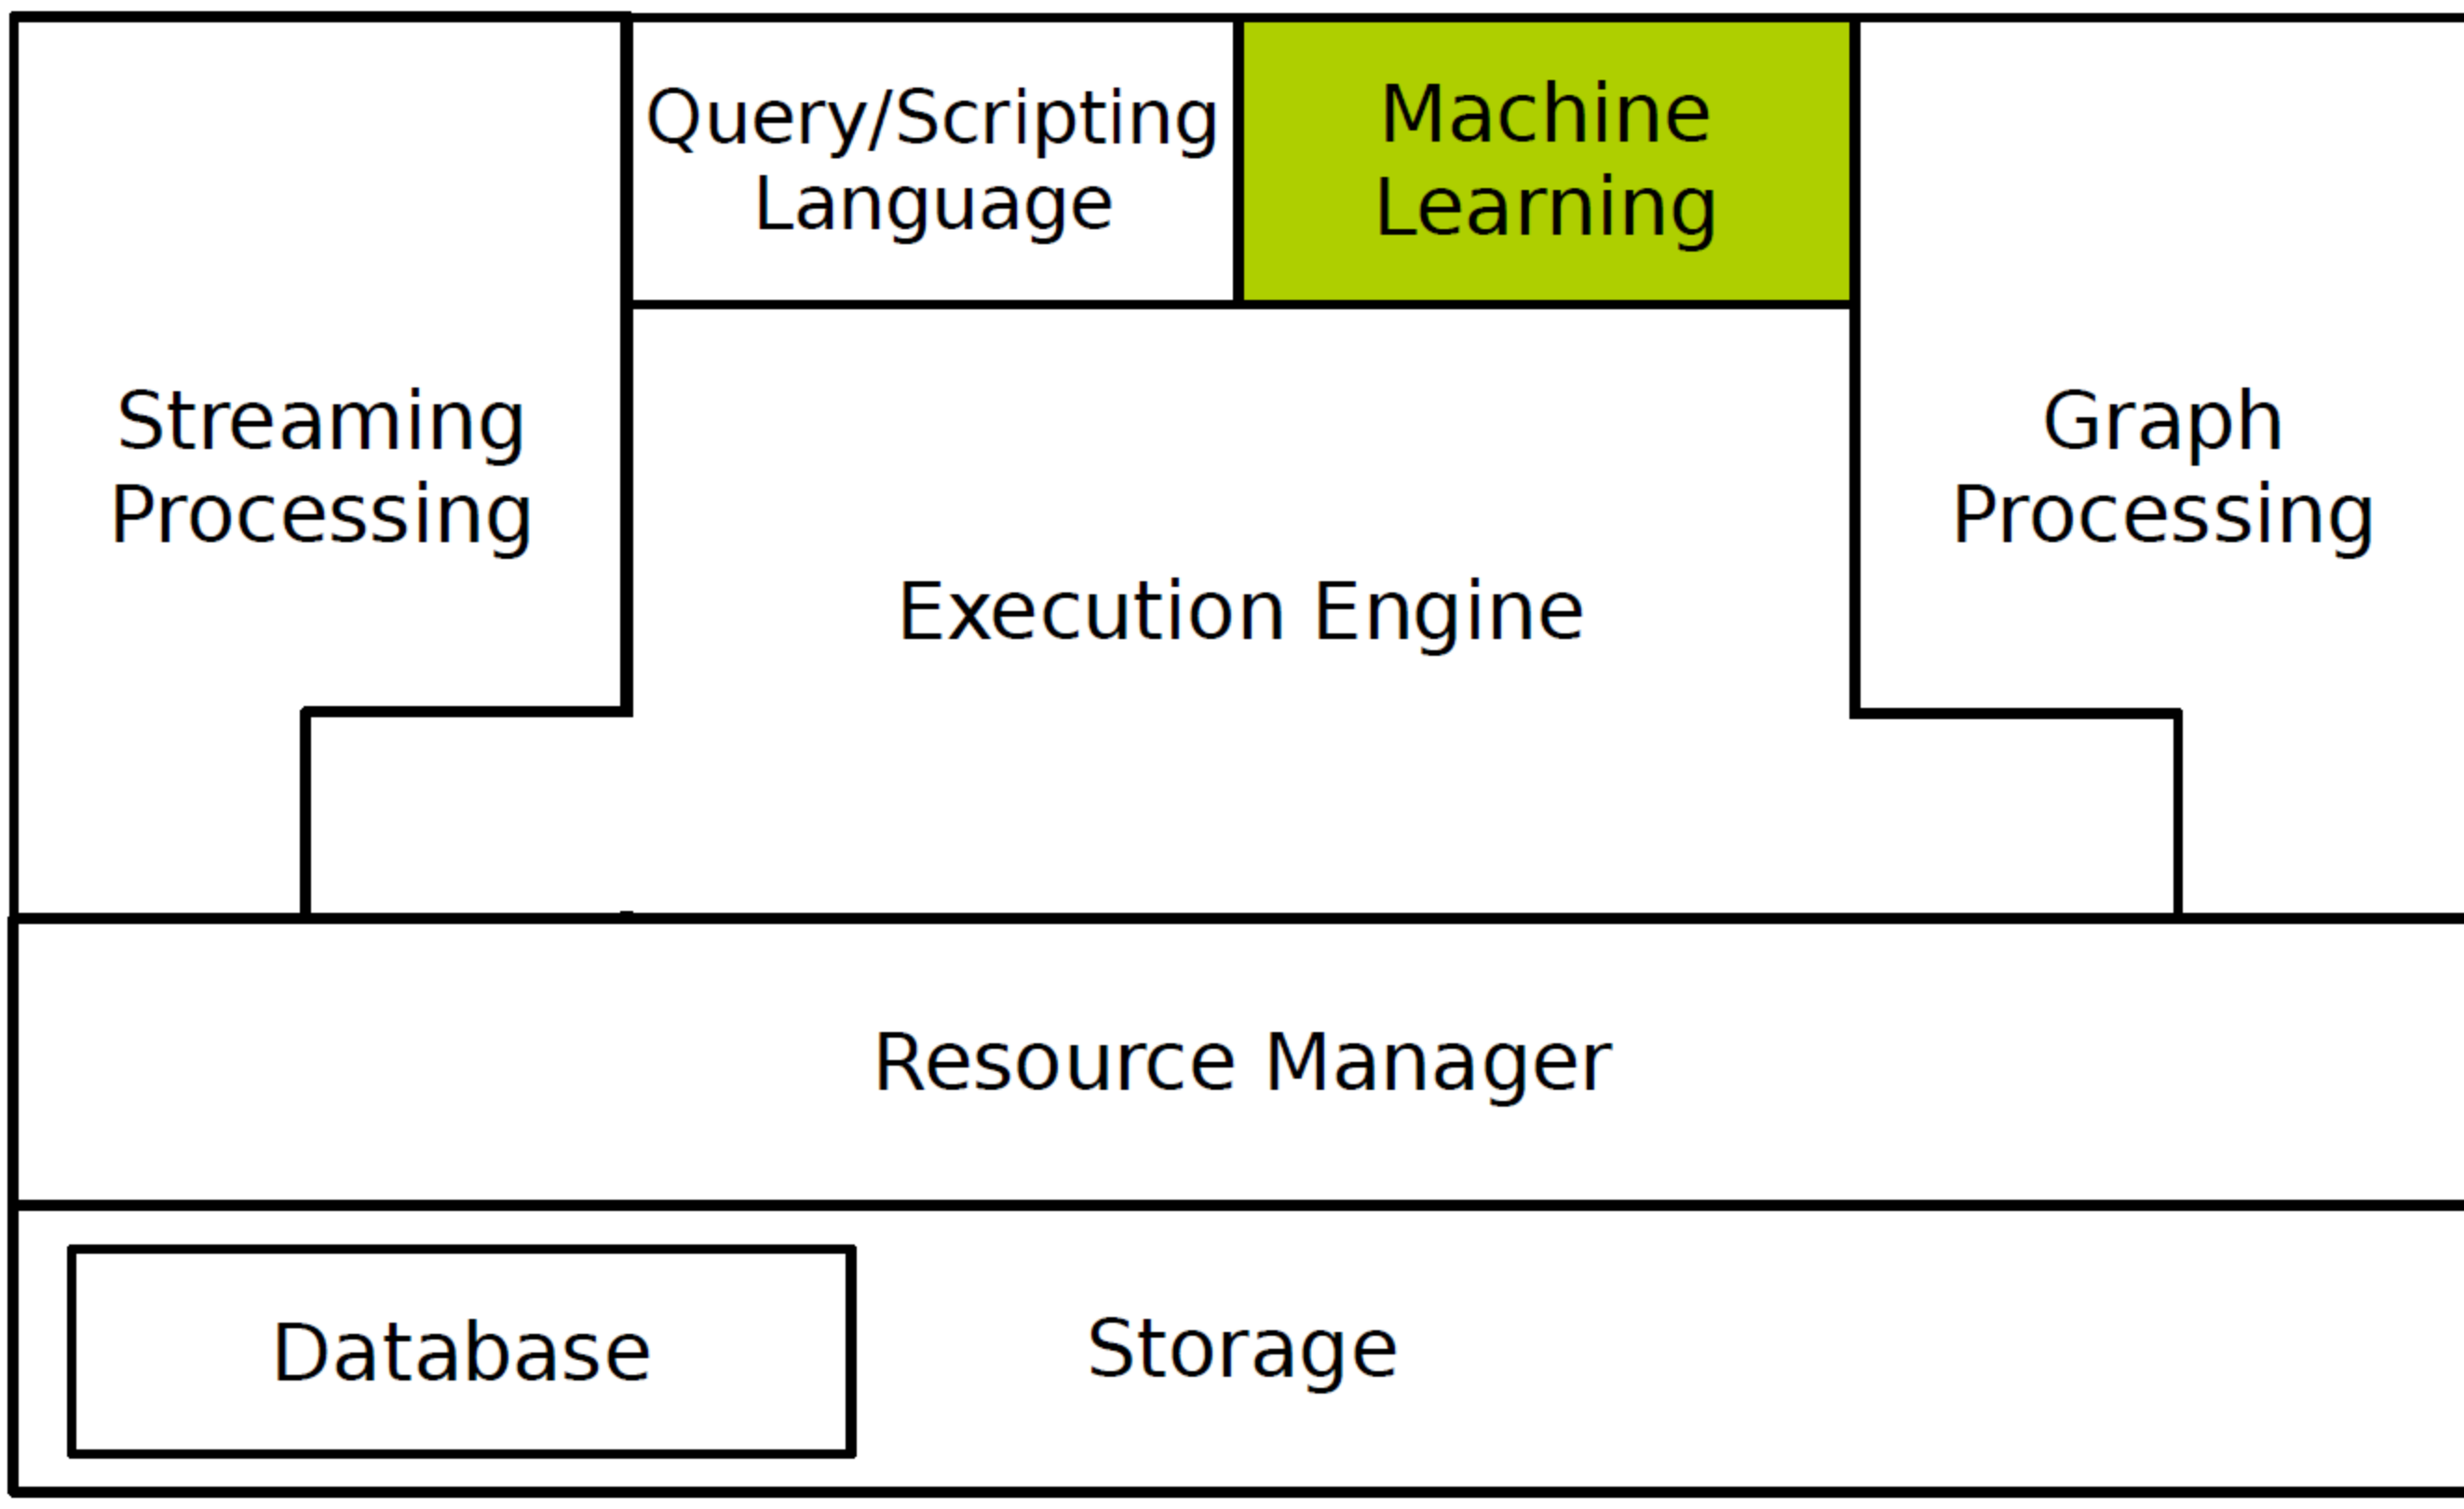 Query/Scripting
Language
Machine
Learning
Streaming
Processing
Graph
Processing
Execution Engine
Resource Manager
Database
Storage